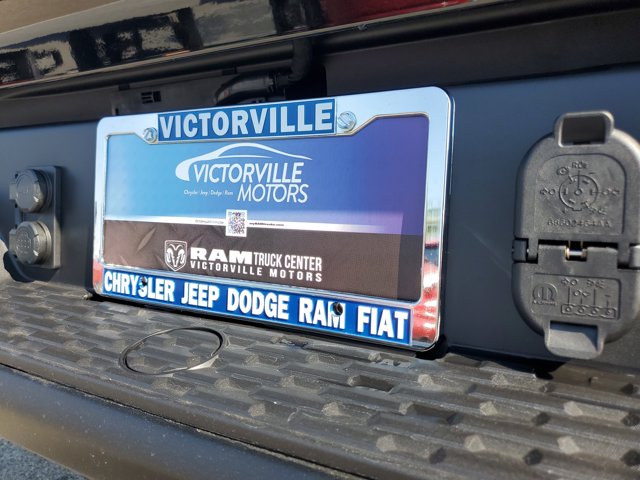 VICTORVILLE
VICTORVILLE
MOTORS
Chrysler | Jeep | Dodge | Ram
RAM TRUCK CENTER
VICTORVILLE MOTORS
CHRYSLER JEEP DODGE RAM FIAT